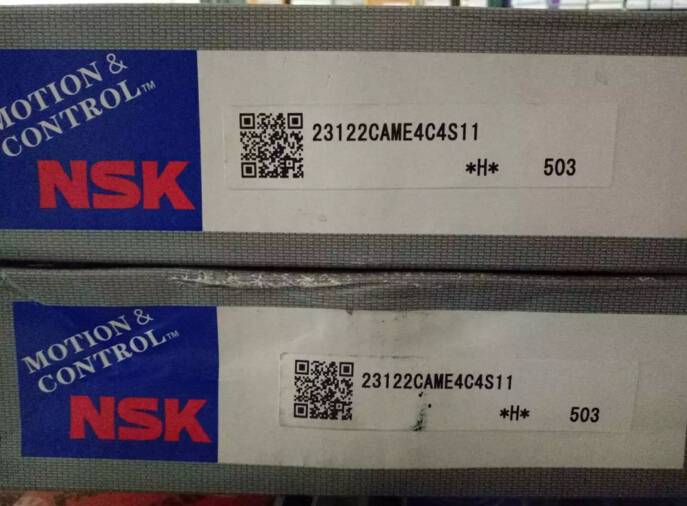 MOTION &
CONTROL™
NSK
23122CAME4C4S11
*H* 503
MOTION &
CONTROL™
NSK
23122CAME4C4S11
*H* 503